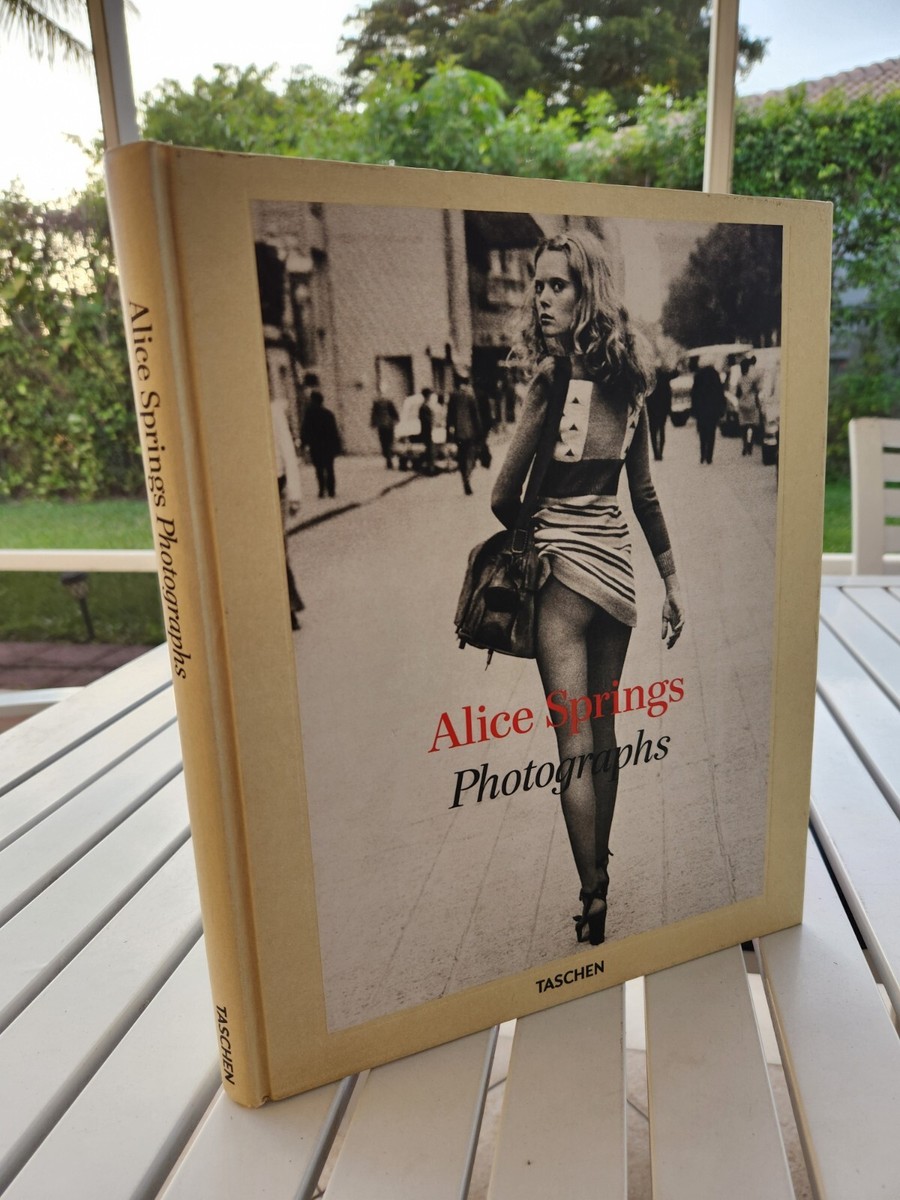 Alice Springs Photographs
TASCHEN
Alice Springs
Photographs
TASCHEN